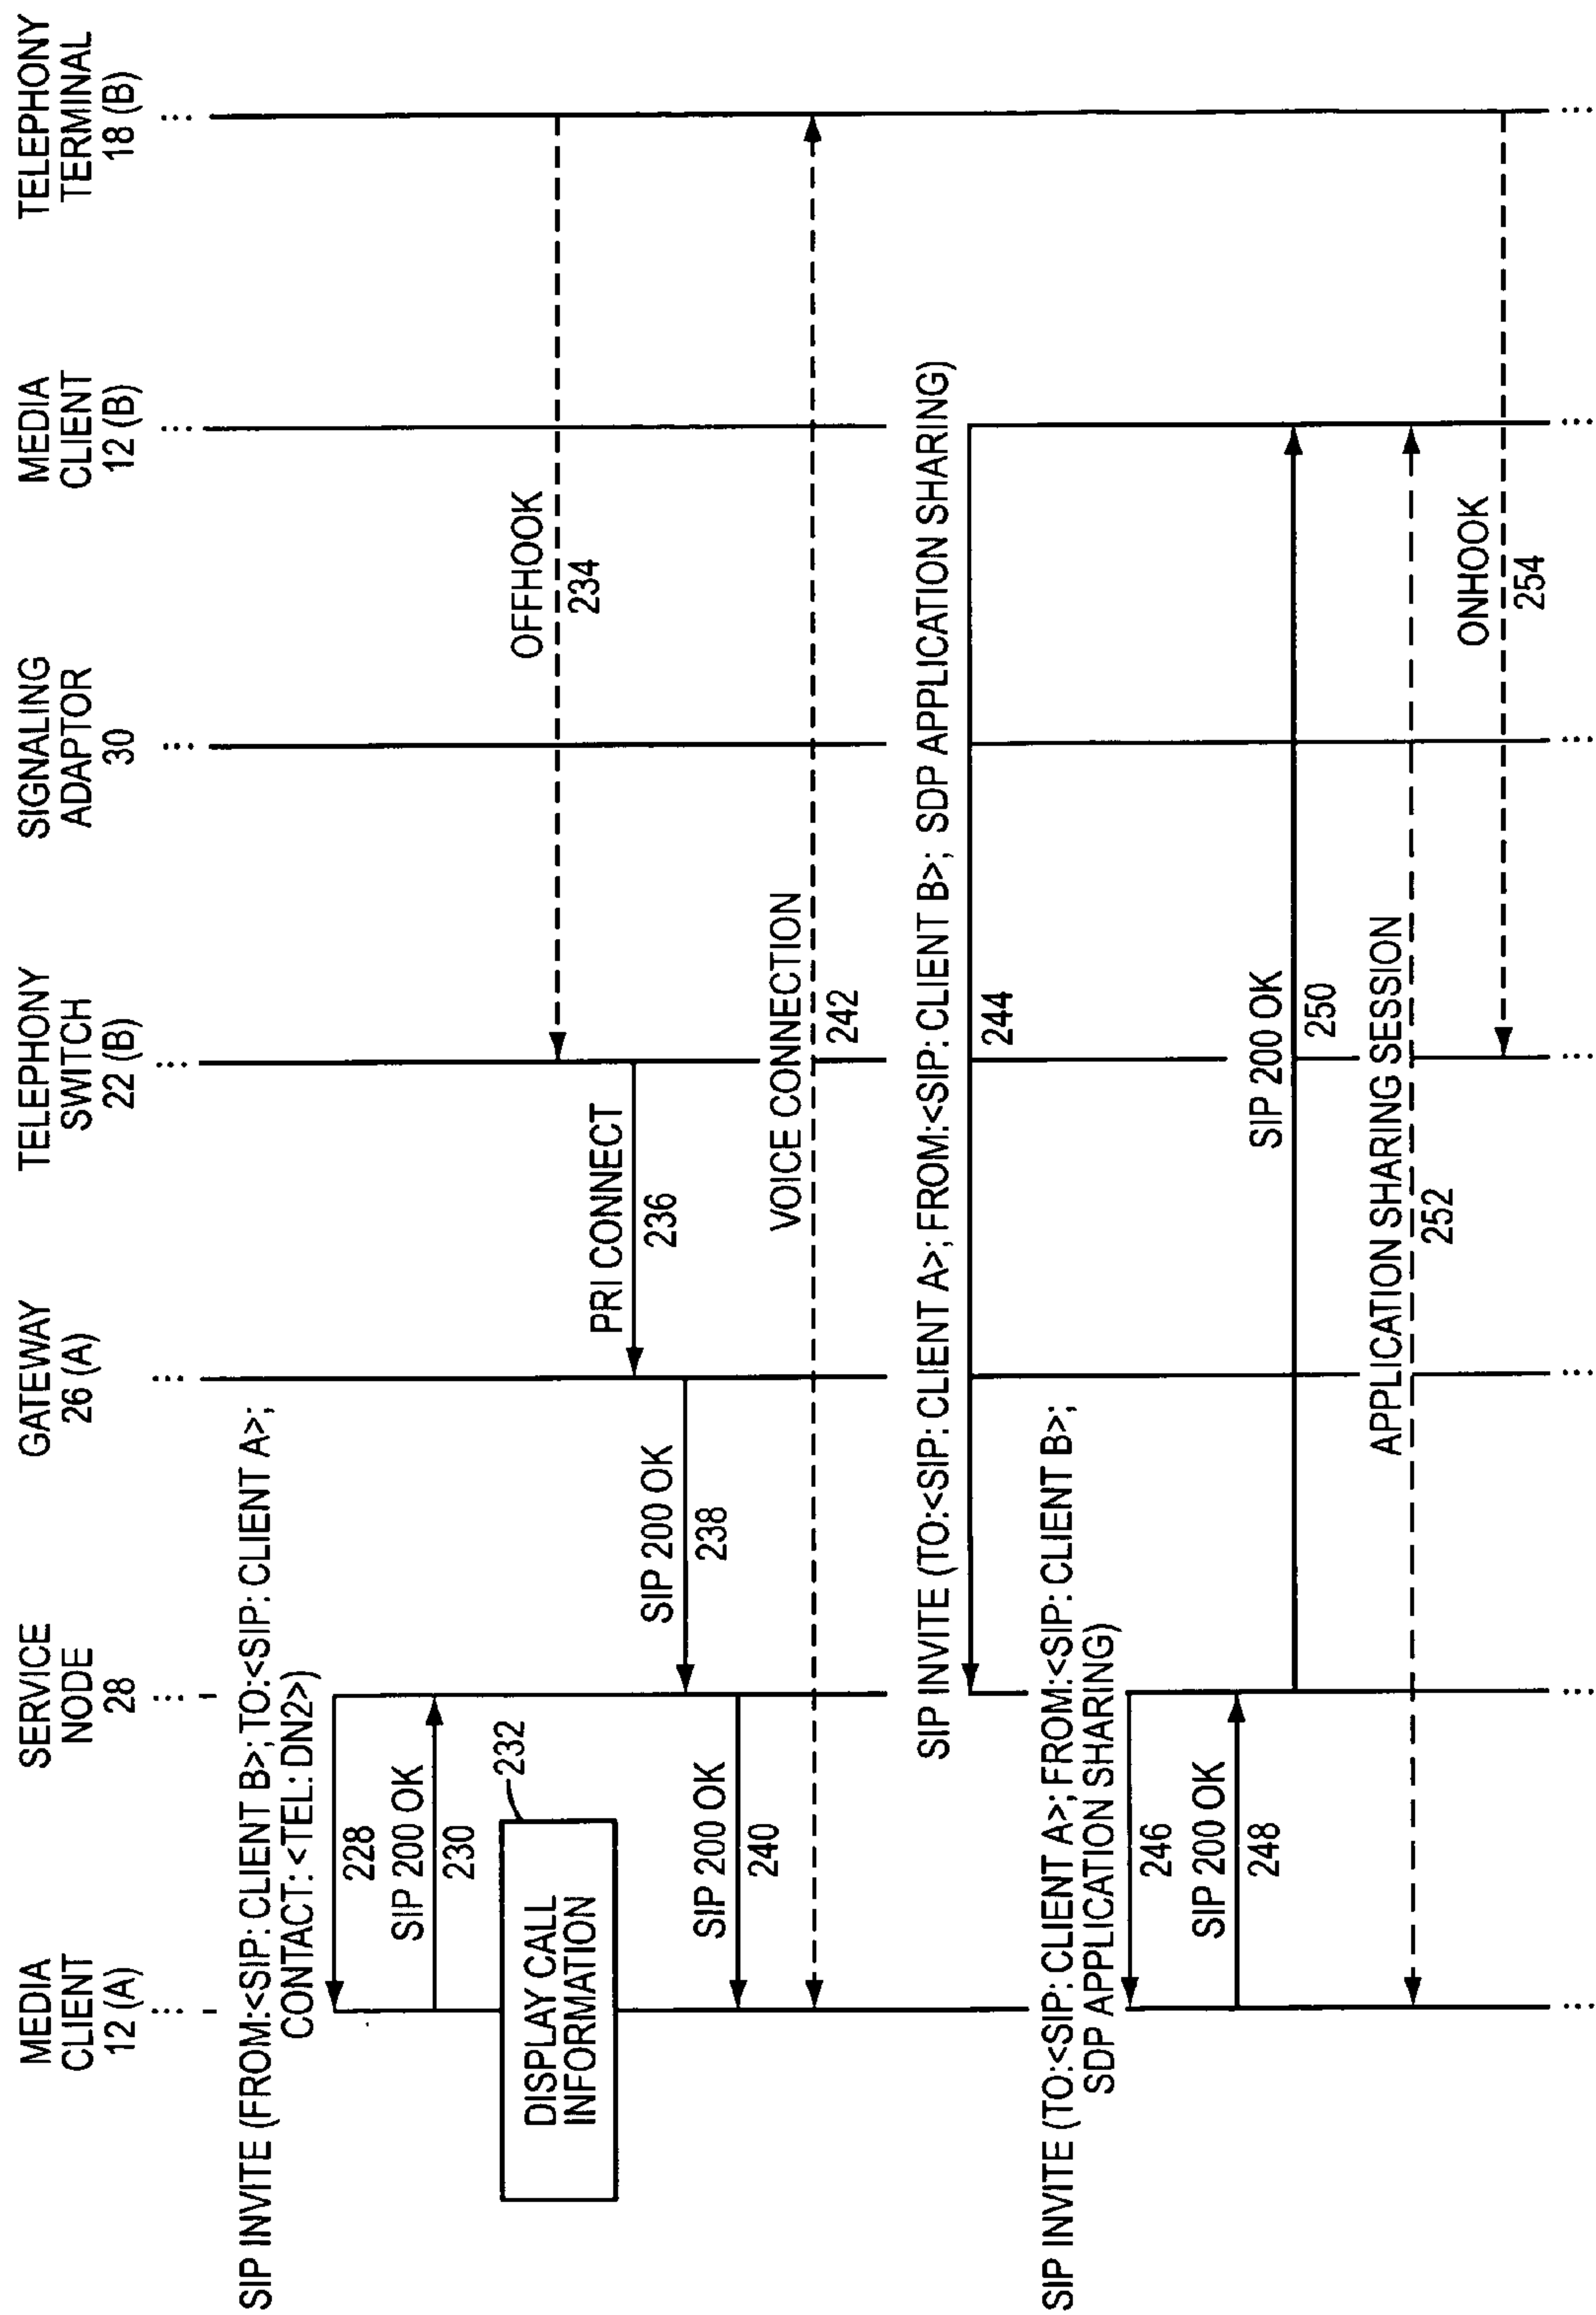 MEDIA
CLIENT
12 (A)
SERVICE
NODE
28
GATEWAY
26 (A)
TELEPHONY
SWITCH
22 (B)
SIGNALING
ADAPTOR
30
MEDIA
CLIENT
12 (B)
TELEPHONY
TERMINAL
18 (B)
SIP INVITE (FROM:<SIP: CLIENT B>; TO:<SIP: CLIENT A>;
CONTACT: <TEL: DN2>)
228
SIP 200 OK
230
232
DISPLAY CALL
INFORMATION
OFFHOOK
234
PRI CONNECT
236
SIP 200 OK
238
SIP 200 OK
240
VOICE CONNECTION
242
SIP INVITE (TO:<SIP: CLIENT A>; FROM:<SIP: CLIENT B>; SDP APPLICATION SHARING)
244
SIP INVITE (TO:<SIP: CLIENT A>; FROM:<SIP: CLIENT B>;
SDP APPLICATION SHARING)
246
SIP 200 OK
248
SIP 200 OK
250
APPLICATION SHARING SESSION
252
ONHOOK
254